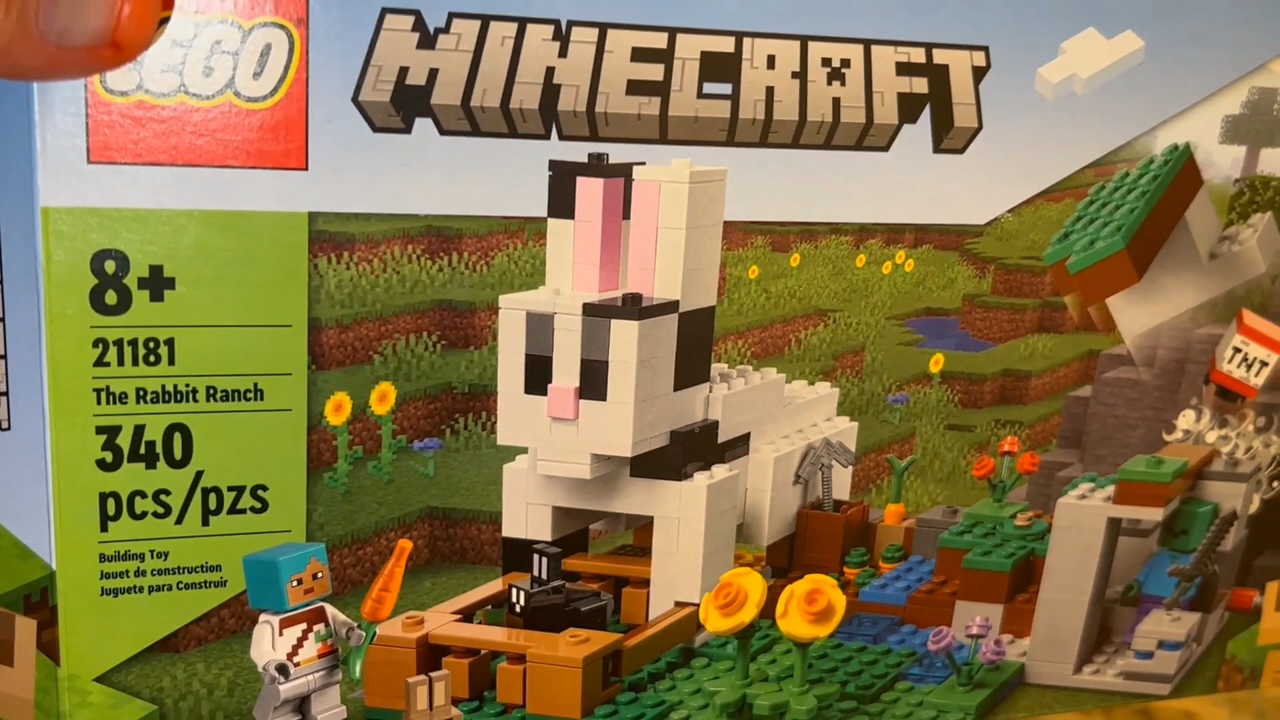 LEGO
MINECRAFT
8+
21181
The Rabbit Ranch
340
pcs/pzs
Building Toy
Jouet de construction
Juguete para Construir
TNT